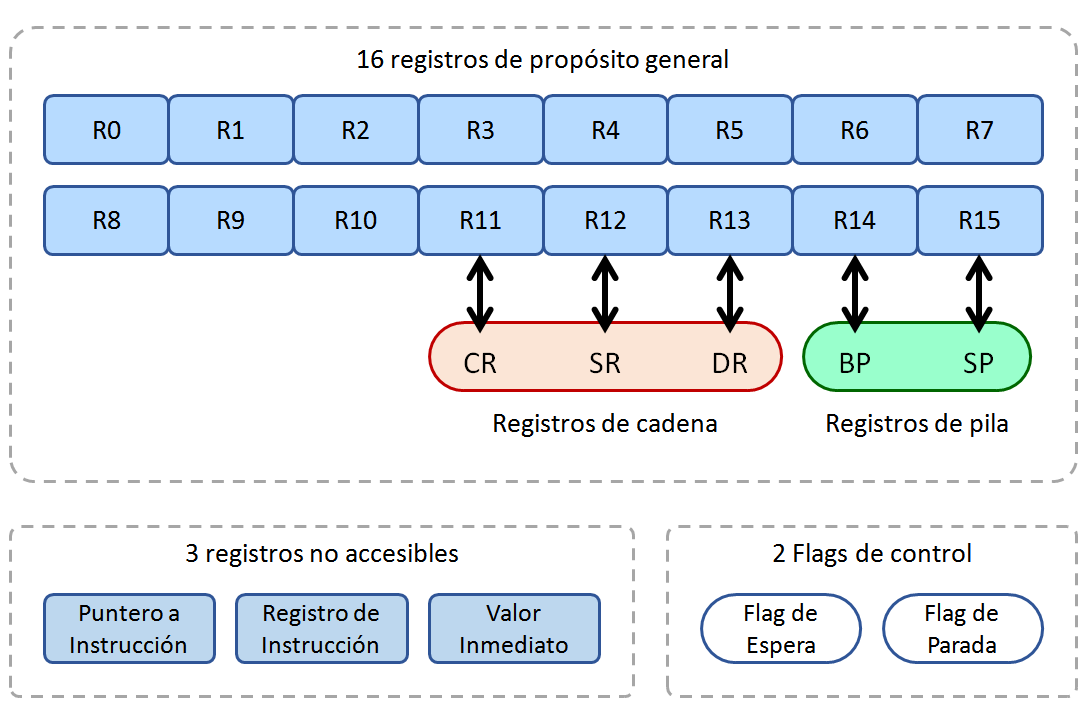 16 registros de propósito general
R0 R1 R2 R3 R4 R5 R6 R7
R8 R9 R10 R11 R12 R13 R14 R15
CR SR DR BP SP
Registros de cadena Registros de pila
3 registros no accesibles
Puntero a
Instrucción
Registro de
Instrucción
Valor
Inmediato
2 Flags de control
Flag de
Espera
Flag de
Parada